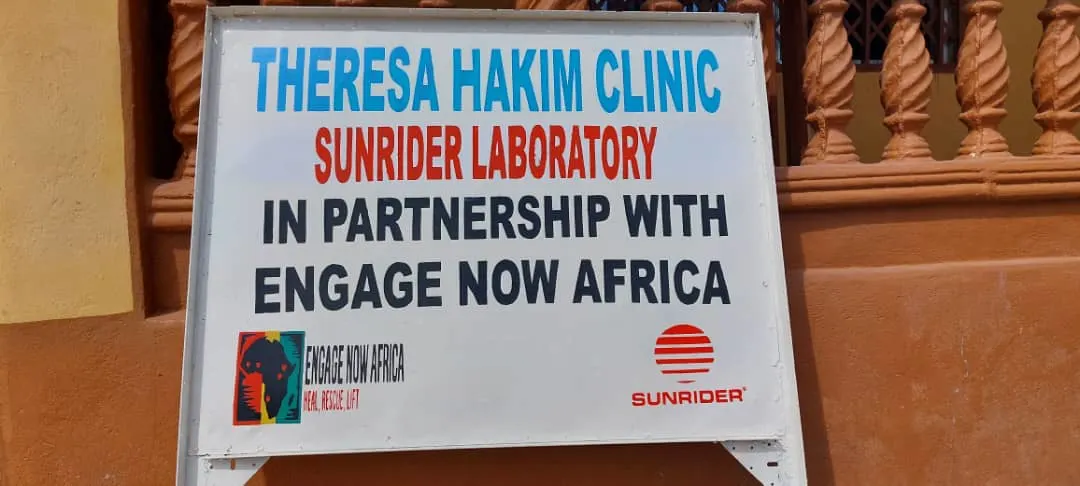 THERESA HAKIM CLINIC
SUNRIDER LABORATORY
IN PARTNERSHIP WITH
ENGAGE NOW AFRICA
ENGAGE NOW AFRICA
HEAL, RESCUE, LIFT
SUNRIDER®